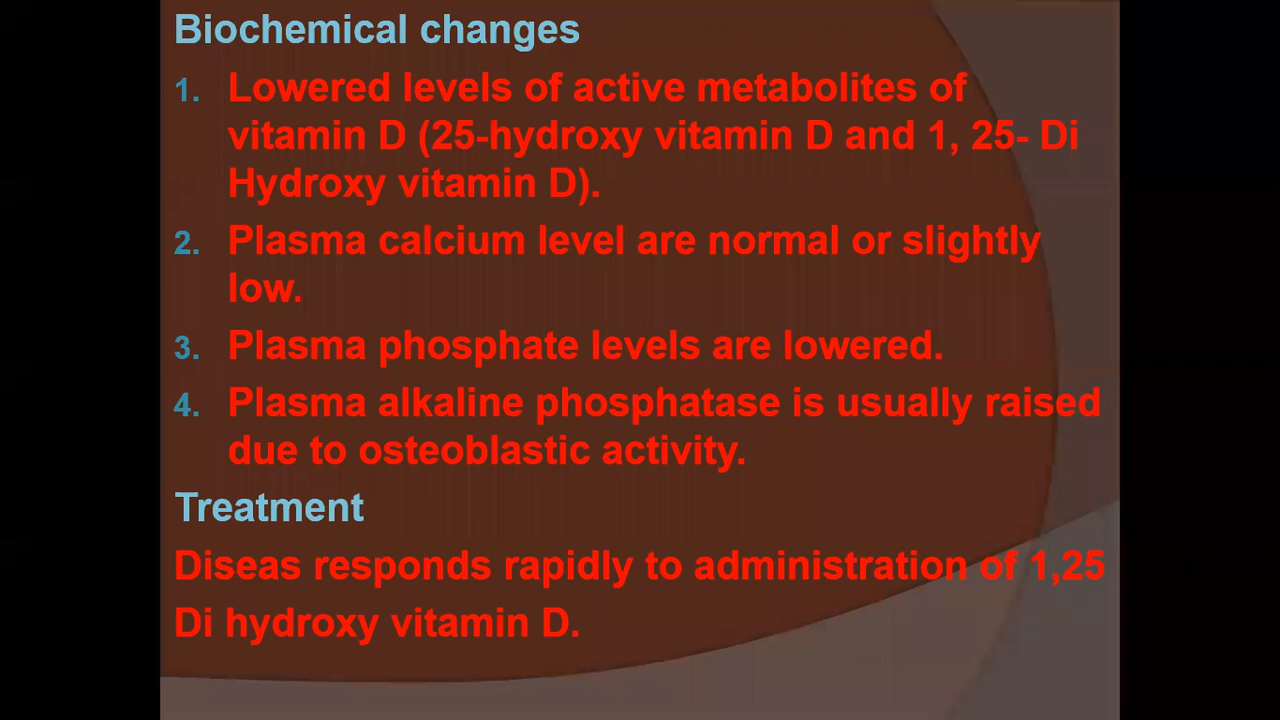 Biochemical changes
1. Lowered levels of active metabolites of
vitamin D (25-hydroxy vitamin D and 1, 25- Di
Hydroxy vitamin D).
2. Plasma calcium level are normal or slightly
low.
3. Plasma phosphate levels are lowered.
4. Plasma alkaline phosphatase is usually raised
due to osteoblastic activity.
Treatment
Diseas responds rapidly to administration of 1,25
Di hydroxy vitamin D.